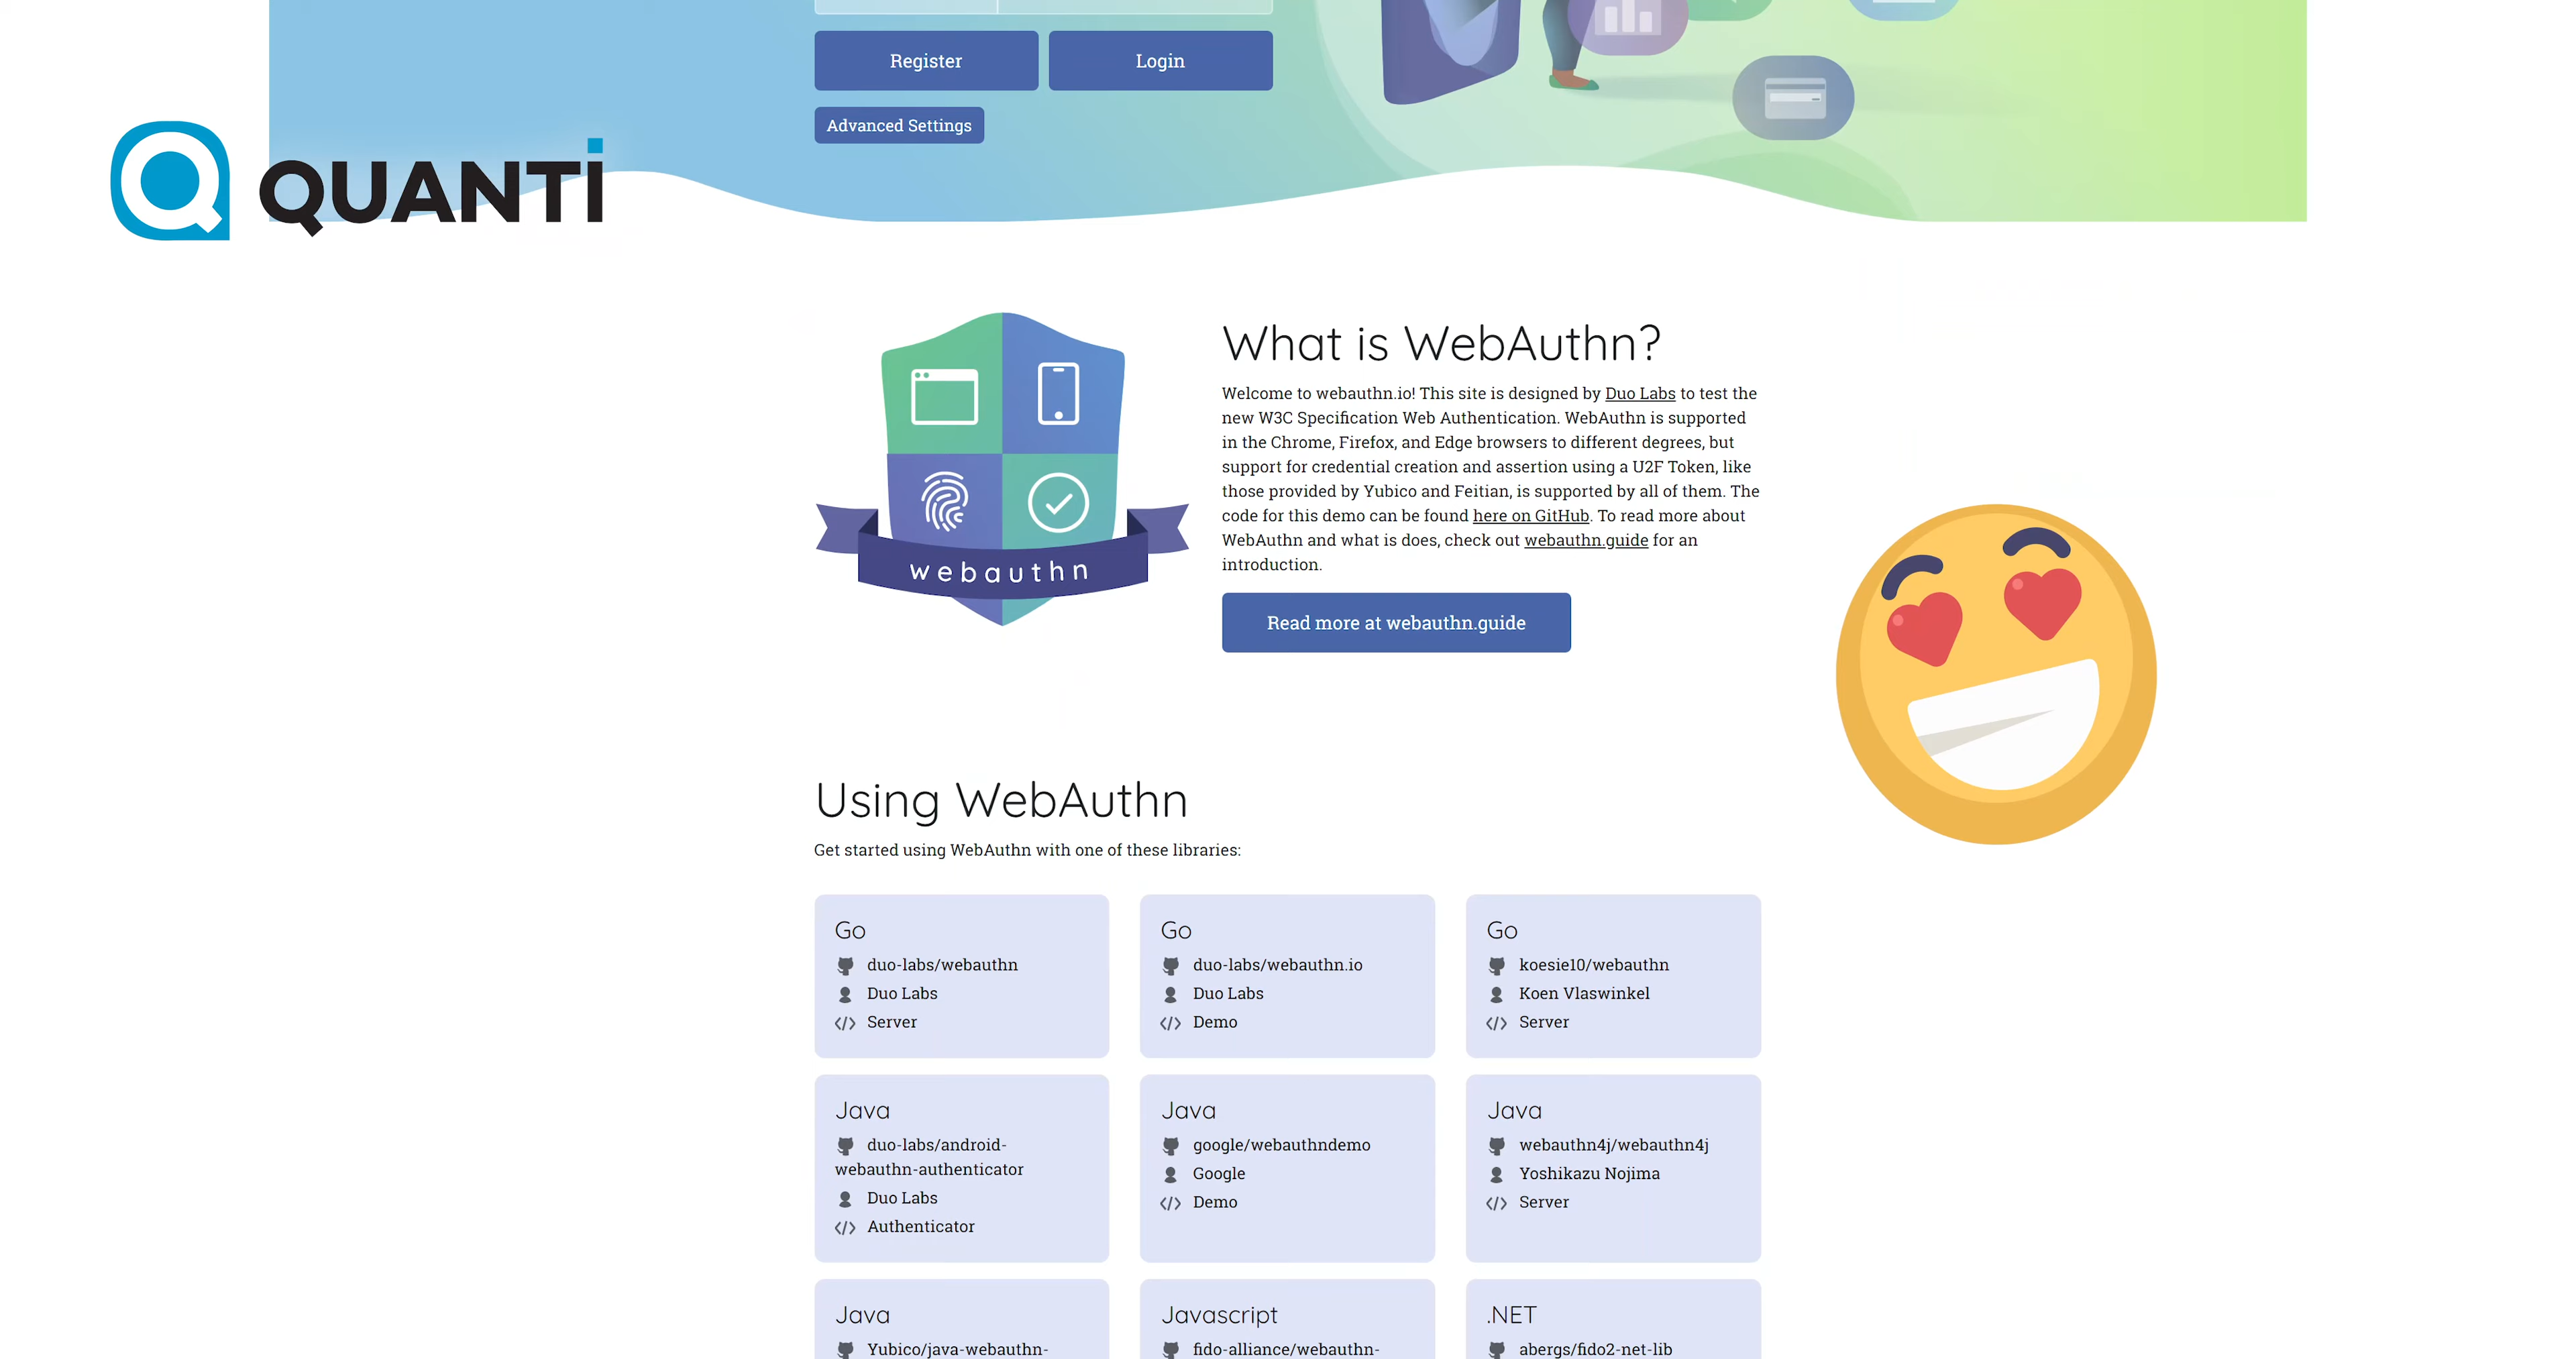 Register
Login
Advanced Settings
QUANTi
What is WebAuthn?
Welcome to webauthn.io! This site is designed by Duo Labs to test the
new W3C Specification Web Authentication. WebAuthn is supported
in the Chrome, Firefox, and Edge browsers to different degrees, but
support for credential creation and assertion using a U2F Token, like
those provided by Yubico and Feitian, is supported by all of them. The
code for this demo can be found here on GitHub. To read more about
WebAuthn and what is does, check out webauthn.guide for an
introduction.
webauthn
Read more at webauthn.guide
Using WebAuthn
Get started using WebAuthn with one of these libraries:
Go
duo-labs/webauthn
Duo Labs
Server
Go
duo-labs/webauthn.io
Duo Labs
Demo
Go
koesie10/webauthn
Koen Vlaswinkel
Server
Java
duo-labs/android-
webauthn-authenticator
Duo Labs
Authenticator
Java
google/webauthndemo
Google
Demo
Java
webauthn4j/webauthn4j
Yoshikazu Nojima
Server
Java
Yubico/java-webauthn-
Javascript
fido-alliance/webauthn-
.NET
abergs/fido2-net-lib